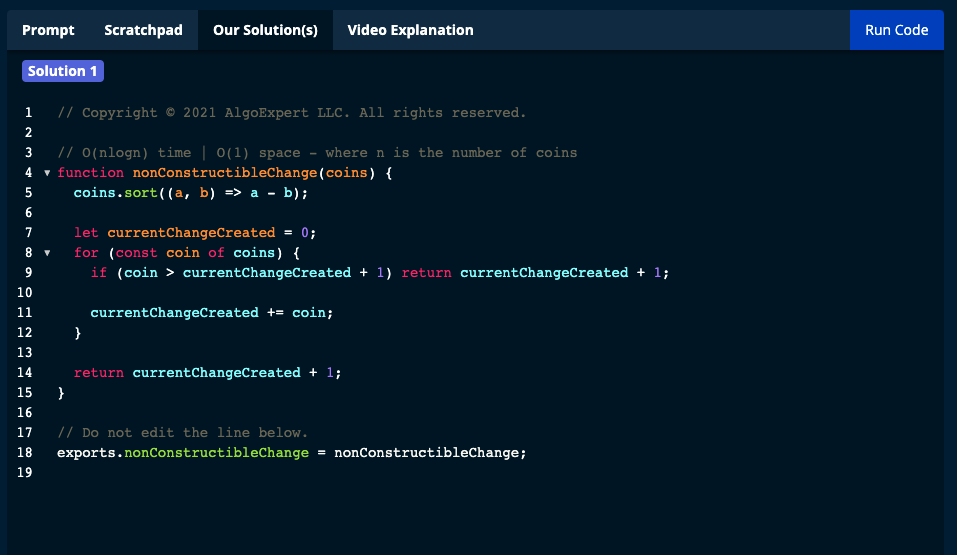 Prompt Scratchpad Our Solution(s) Video Explanation Run Code
Solution 1
1 // Copyright © 2021 AlgoExpert LLC. All rights reserved.
2
3 // O(nlogn) time | O(1) space - where n is the number of coins
4 ▼ function nonConstructibleChange(coins) {
5 coins.sort((a, b) => a - b);
6
7 let currentChangeCreated = 0;
8 ▼ for (const coin of coins) {
9 if (coin > currentChangeCreated + 1) return currentChangeCreated + 1;
10
11 currentChangeCreated += coin;
12 }
13
14 return currentChangeCreated + 1;
15 }
16
17 // Do not edit the line below.
18 exports.nonConstructibleChange = nonConstructibleChange;
19